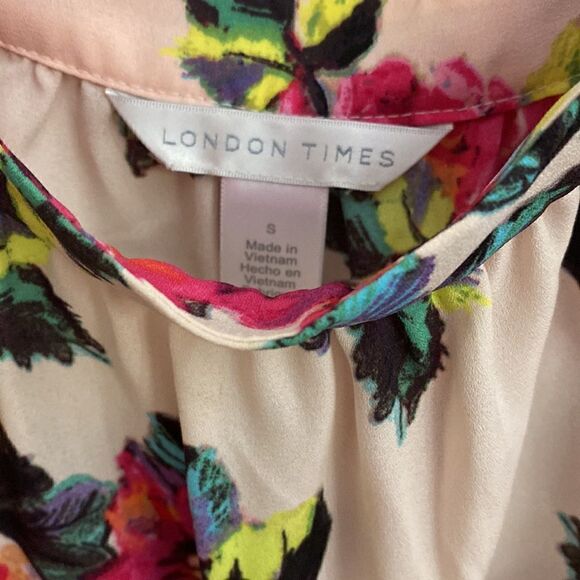 LONDON TIMES
S
Made in
Vietnam
Hecho en
Vietnam